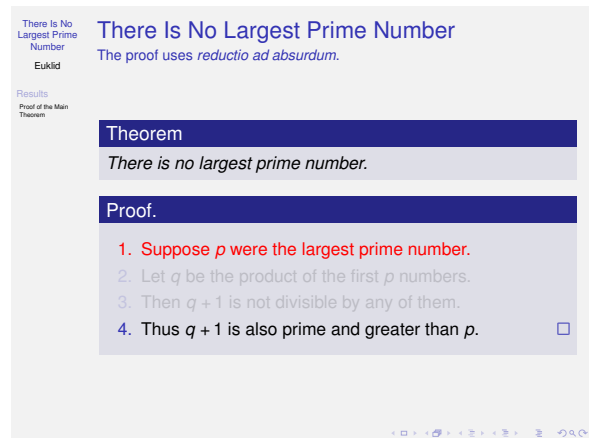 There Is No
Largest Prime
Number
Euklid
Results
Proof of the Main
Theorem
There Is No Largest Prime Number
The proof uses reductio ad absurdum.
Theorem
There is no largest prime number.
Proof.
1. Suppose p were the largest prime number.
2. Let q be the product of the first p numbers.
3. Then q + 1 is not divisible by any of them.
4. Thus q + 1 is also prime and greater than p. □